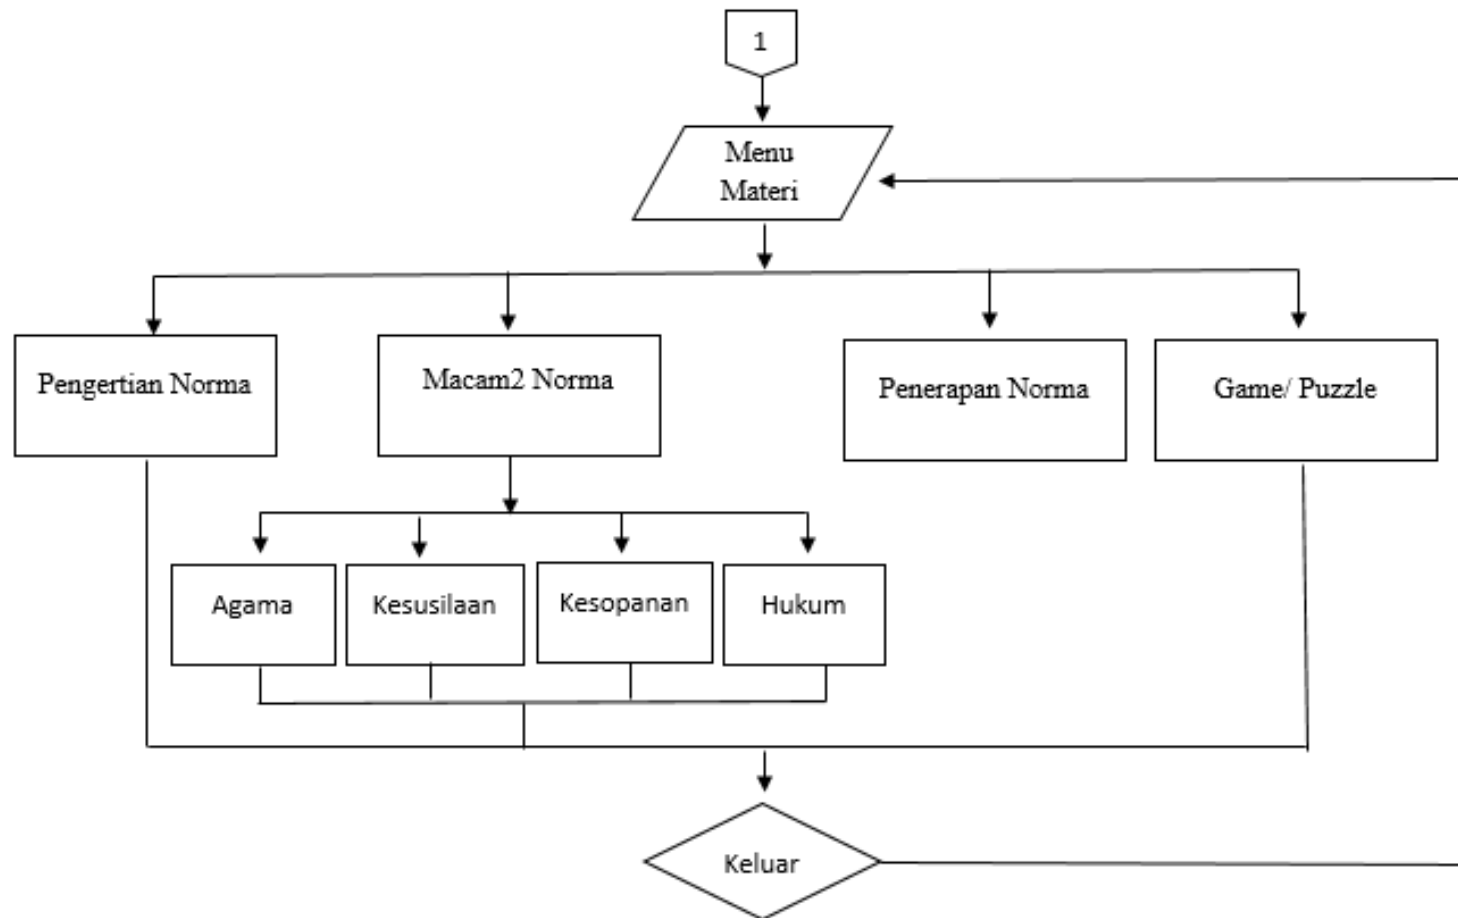 1
Menu
Materi
Pengertian Norma
Macam2 Norma
Penerapan Norma
Game/ Puzzle
Agama
Kesusilaan
Kesopanan
Hukum
Keluar